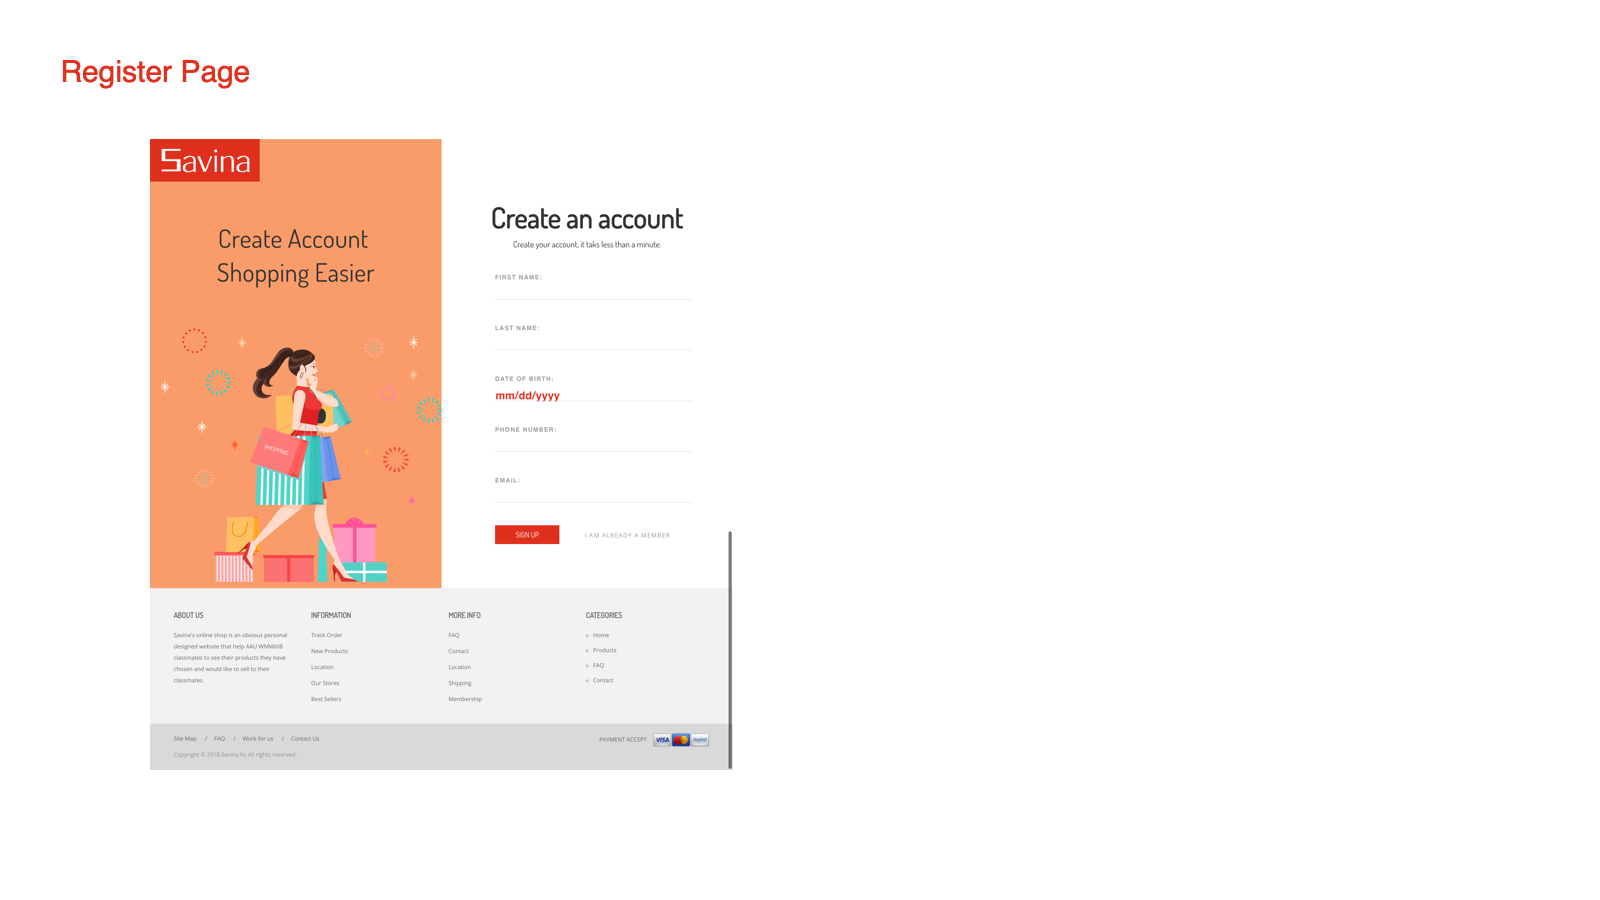 Register Page
Savina
Create Account
Shopping Easier
SHOPPING
Create an account
Create your account, it taks less than a minute.
FIRST NAME:
LAST NAME:
DATE OF BIRTH:
mm/dd/yyyy
PHONE NUMBER:
EMAIL:
SIGN UP
I AM ALREADY A MEMBER
ABOUT US
Savina's online shop is an obvious personal
designed website that help AAU WNM608
classmates to see their products they have
chosen and would like to sell to their
classmates.
INFORMATION
Track Order
New Products
Location
Our Stores
Best Sellers
MORE INFO
FAQ
Contact
Location
Shipping
Membership
CATEGORIES
Home
Products
FAQ
Contact
Site Map / FAQ / Work for us / Contact Us
Copyright © 2018.Savina Xu All rights reserved.
PAYMENT ACCEPT
VISA
PayPal